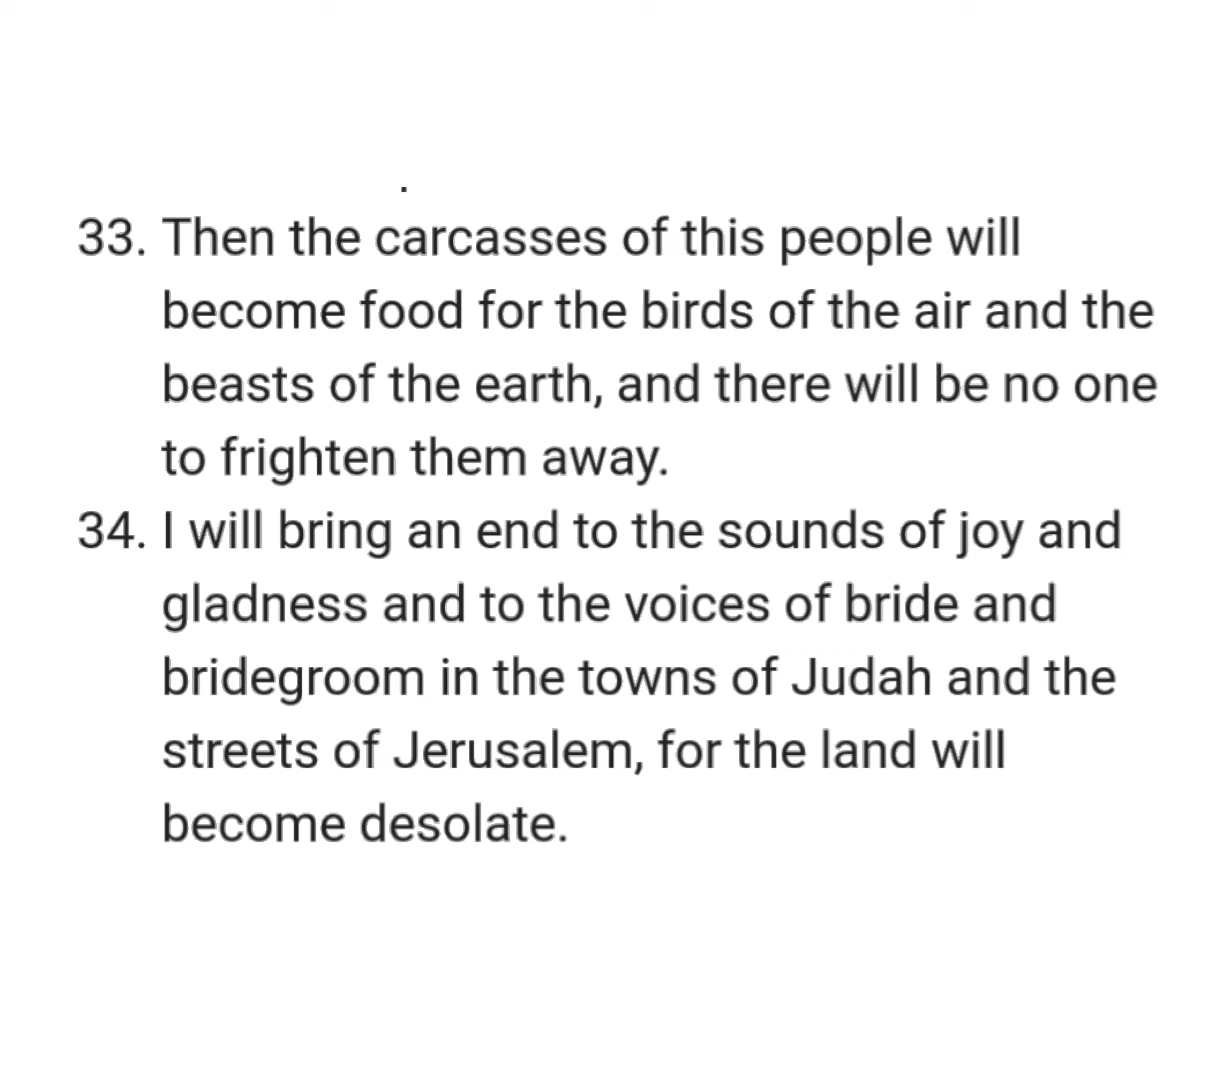 33. Then the carcasses of this people will
become food for the birds of the air and the
beasts of the earth, and there will be no one
to frighten them away.
34. I will bring an end to the sounds of joy and
gladness and to the voices of bride and
bridegroom in the towns of Judah and the
streets of Jerusalem, for the land will
become desolate.